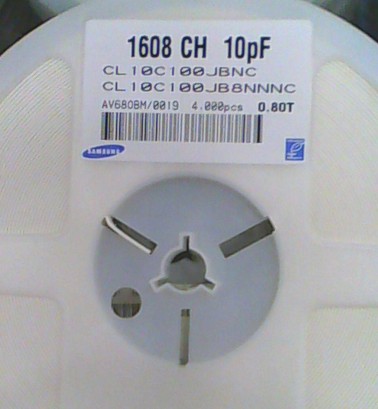 1608 CH 10pF
CL10C100JBNC
CL10C100JB8NNNC
AV680BM/0019 4.000pcs 0.80T
SAMSUNG